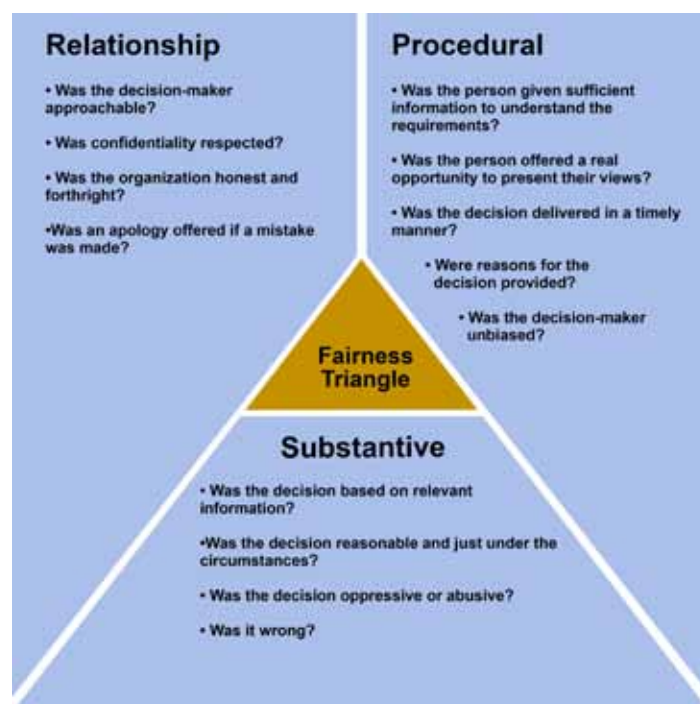 Relationship
• Was the decision-maker
approachable?
• Was confidentiality respected?
• Was the organization honest and
forthright?
•Was an apology offered if a mistake
was made?
Procedural
• Was the person given sufficient
information to understand the
requirements?
• Was the person offered a real
opportunity to present their views?
• Was the decision delivered in a timely
manner?
• Were reasons for the
decision provided?
• Was the decision-maker
unbiased?
Fairness
Triangle
Substantive
• Was the decision based on relevant
information?
•Was the decision reasonable and just under the
circumstances?
• Was the decision oppressive or abusive?
• Was it wrong?